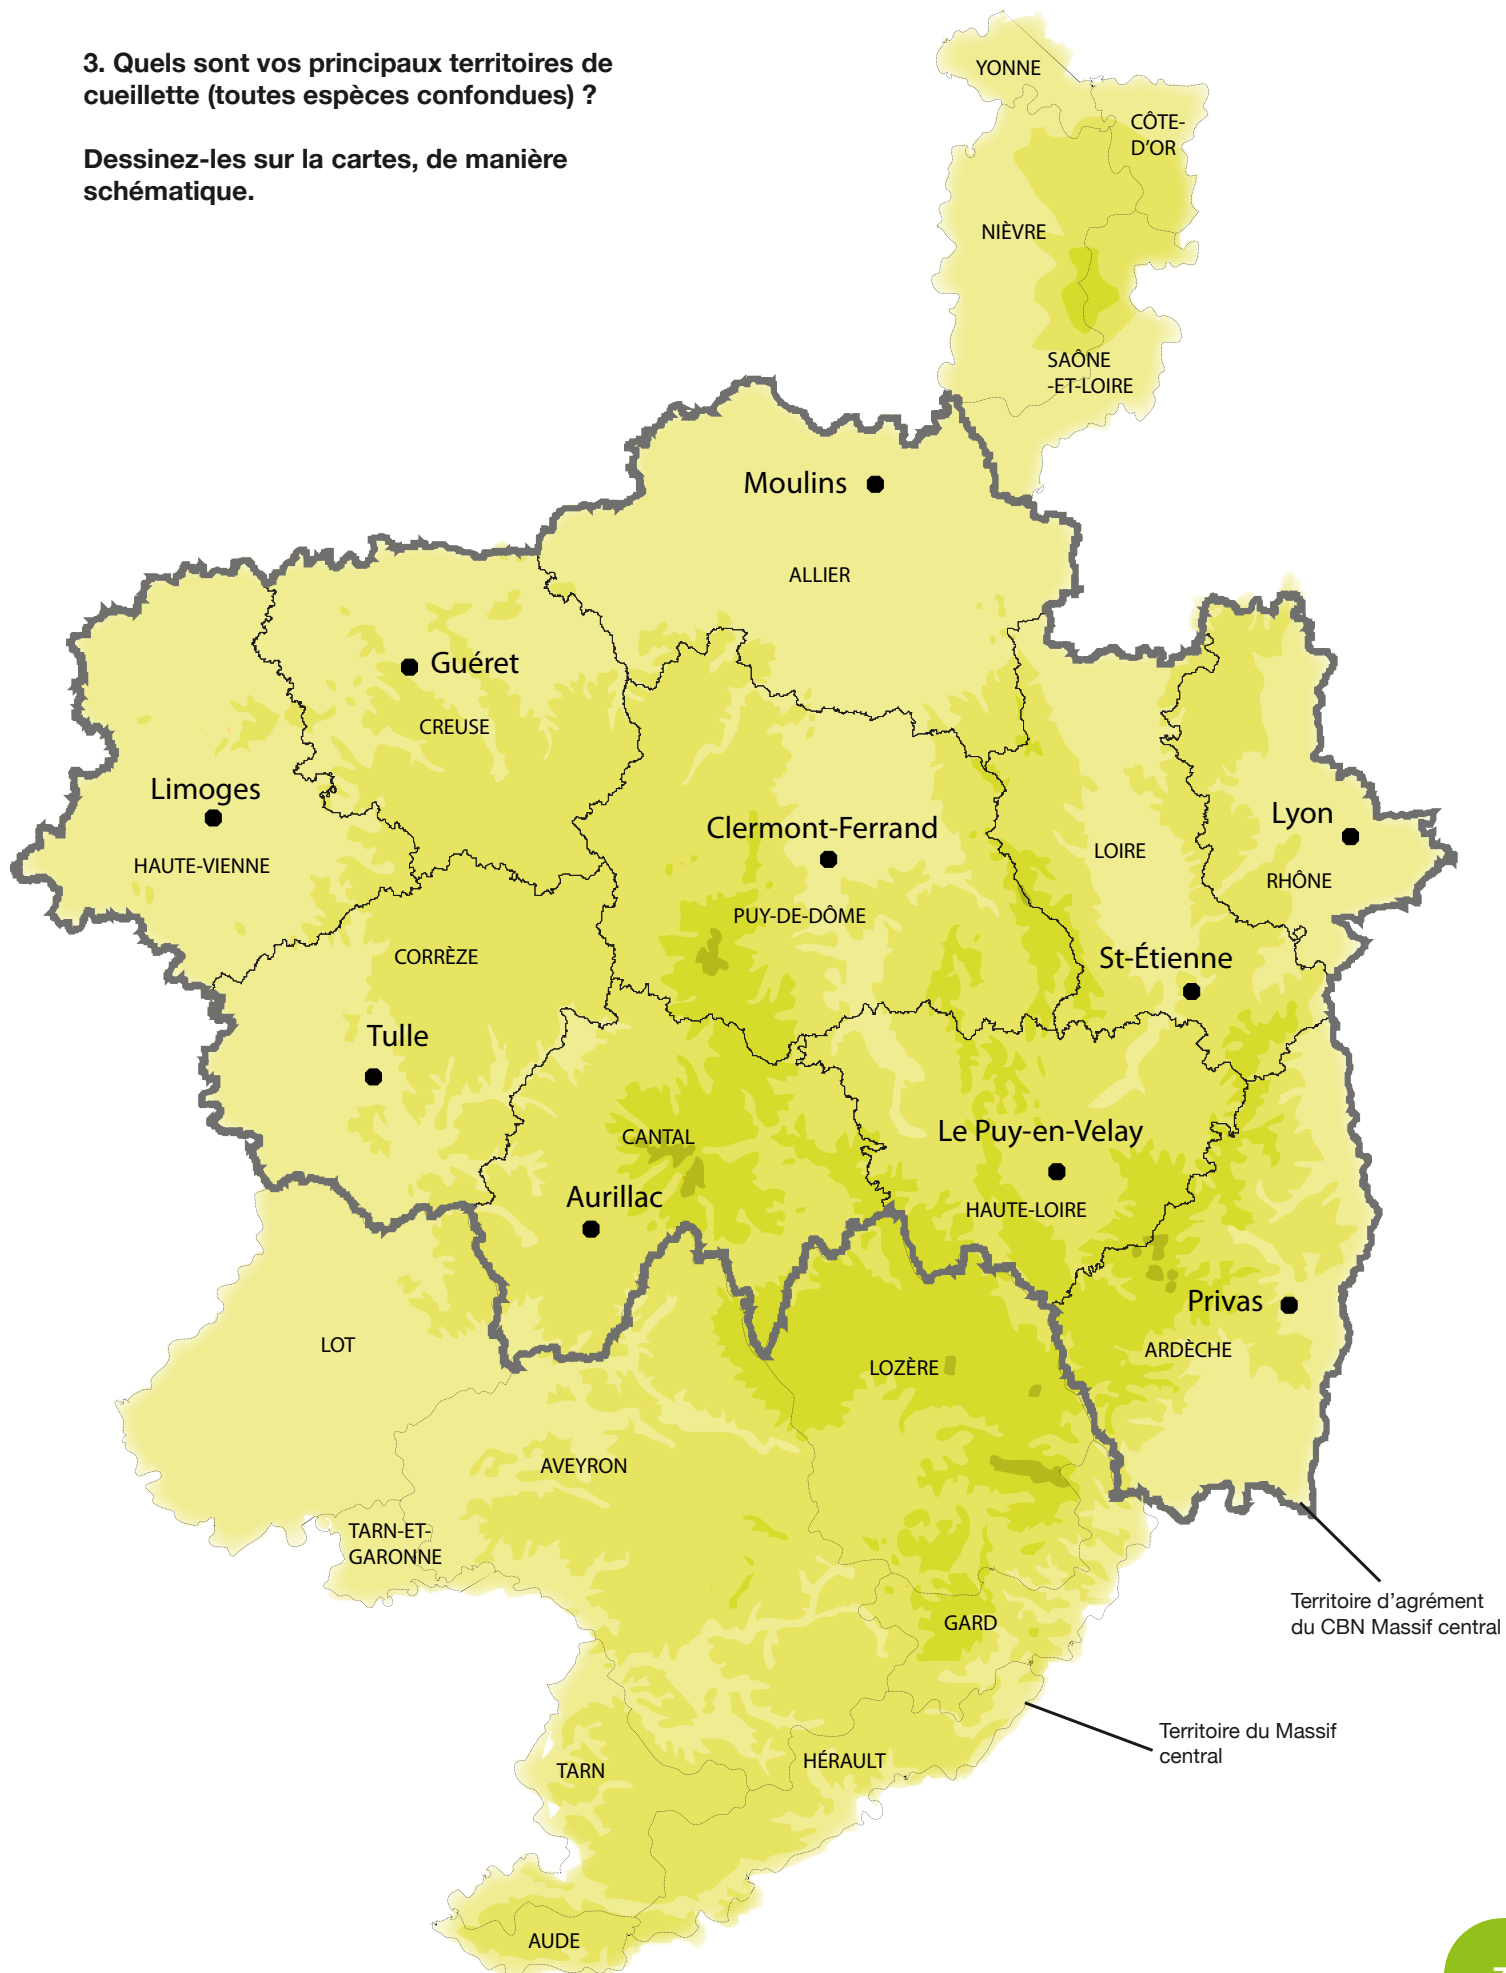 3. Quels sont vos principaux territoires de
cueillette (toutes espèces confondues) ?
Dessinez-les sur la cartes, de manière
schématique.
YONNE
CÔTE-
D'OR
NIÈVRE
SAÔNE
-ET-LOIRE
Moulins
ALLIER
Guéret
CREUSE
Limoges
HAUTE-VIENNE
Clermont-Ferrand
PUY-DE-DÔME
LOIRE
Lyon
RHÔNE
CORRÈZE
St-Étienne
Tulle
CANTAL
Aurillac
Le Puy-en-Velay
HAUTE-LOIRE
Privas
ARDÈCHE
LOT
LOZÈRE
AVEYRON
TARN-ET-
GARONNE
GARD
Territoire d'agrément
du CBN Massif central
Territoire du Massif
central
HÉRAULT
TARN
AUDE